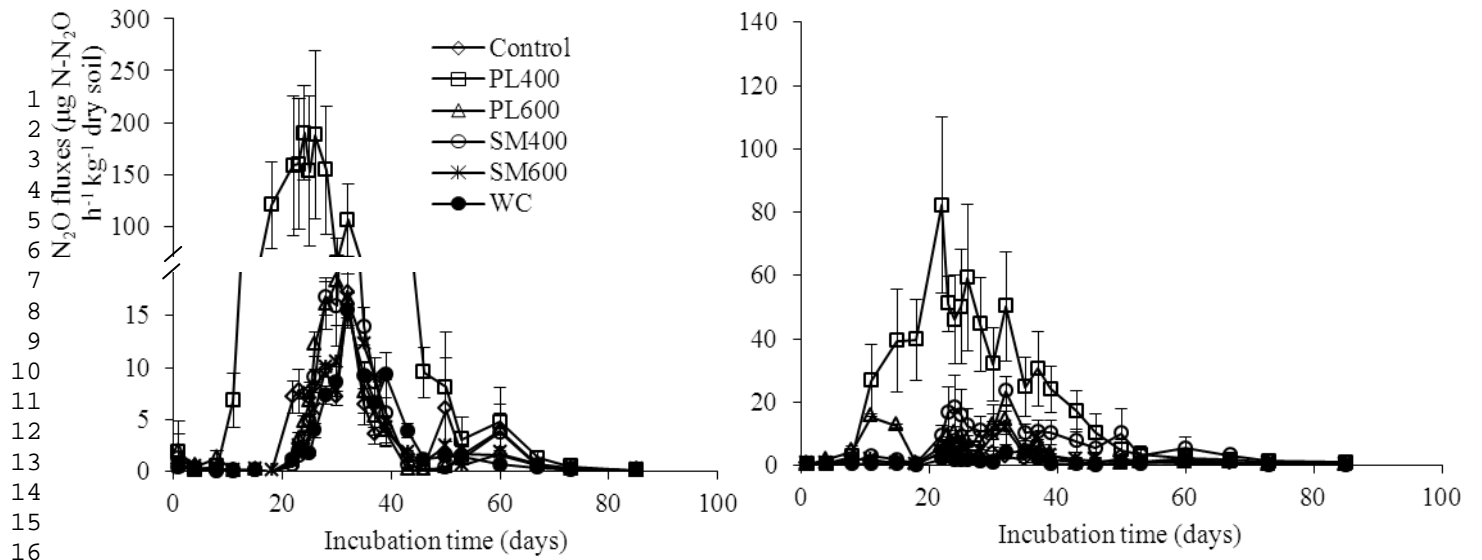 300
250
200
150
100
15
10
5
0
N₂O fluxes (µg N-N₂O
h⁻¹ kg⁻¹ dry soil)
1
2
3
4
5
6
7
8
9
10
11
12
13
14
15
16
Control
PL400
PL600
SM400
SM600
WC
0 20 40 60 80 100
Incubation time (days)
140
120
100
80
60
40
20
0
0 20 40 60 80 100
Incubation time (days)